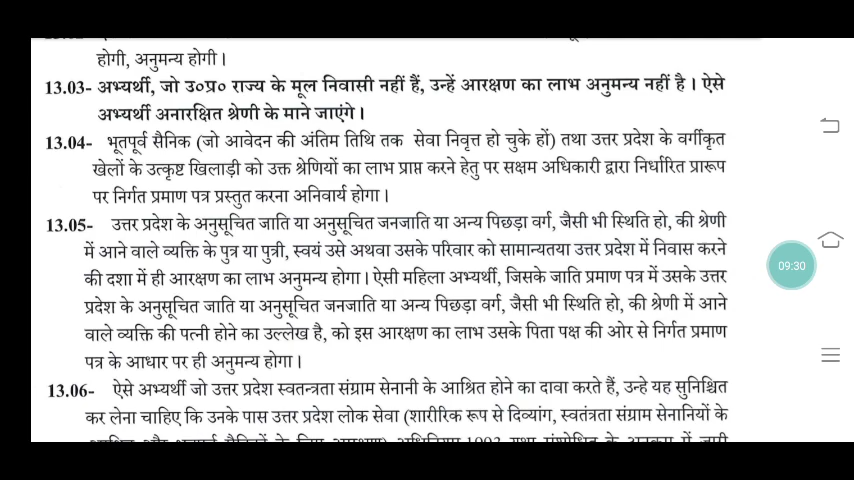 होगी, अनुमन्य होगी।
13.03- अभ्यर्थी, जो उ०प्र० राज्य के मूल निवासी नहीं हैं, उन्हें आरक्षण का लाभ अनुमन्य नहीं है। ऐसे
अभ्यर्थी अनारक्षित श्रेणी के माने जाएंगे।
13.04- भूतपूर्व सैनिक (जो आवेदन की अंतिम तिथि तक सेवा निवृत्त हो चुके हों) तथा उत्तर प्रदेश के वर्गीकृत
खेलों के उत्कृष्ट खिलाड़ी को उक्त श्रेणियों का लाभ प्राप्त करने हेतु पर सक्षम अधिकारी द्वारा निर्धारित प्रारूप
पर निर्गत प्रमाण पत्र प्रस्तुत करना अनिवार्य होगा।
13.05- उत्तर प्रदेश के अनुसूचित जाति या अनुसूचित जनजाति या अन्य पिछड़ा वर्ग, जैसी भी स्थिति हो, की श्रेणी
में आने वाले व्यक्ति के पुत्र या पुत्री, स्वयं उसे अथवा उसके परिवार को सामान्यतया उत्तर प्रदेश में निवास करने
की दशा में ही आरक्षण का लाभ अनुमन्य होगा। ऐसी महिला अभ्यर्थी, जिसके जाति प्रमाण पत्र में उसके उत्तर
प्रदेश के अनुसूचित जाति या अनुसूचित जनजाति या अन्य पिछड़ा वर्ग, जैसी भी स्थिति हो, की श्रेणी में आने
वाले व्यक्ति की पत्नी होने का उल्लेख है, को इस आरक्षण का लाभ उसके पिता पक्ष की ओर से निर्गत प्रमाण
पत्र के आधार पर ही अनुमन्य होगा।
13.06- ऐसे अभ्यर्थी जो उत्तर प्रदेश स्वतन्त्रता संग्राम सेनानी के आश्रित होने का दावा करते हैं, उन्हे यह सुनिश्चित
कर लेना चाहिए कि उनके पास उत्तर प्रदेश लोक सेवा (शारीरिक रूप से दिव्यांग, स्वतंत्रता संग्राम सेनानियों के
09:30